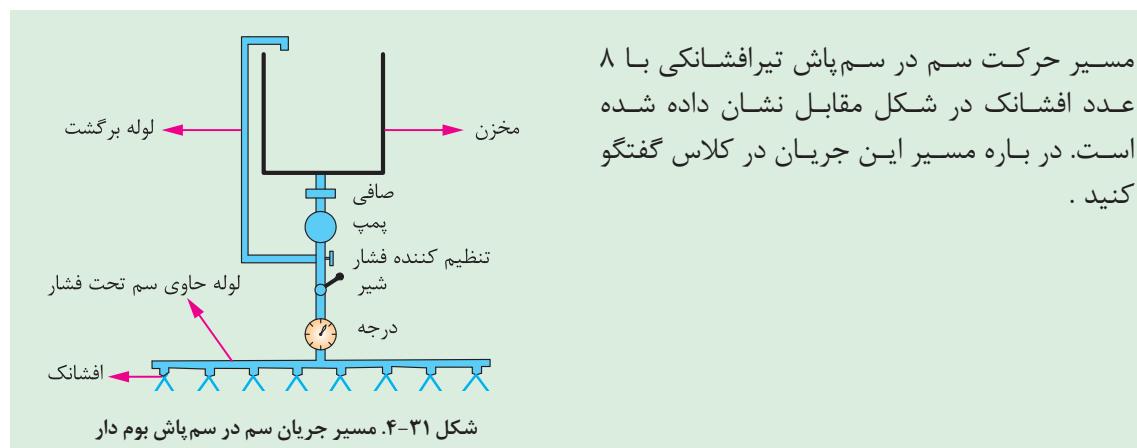 مسیر حرکت سم در سم‌پاش تیرافشانکی با ۸
عدد افشانک در شکل مقابل نشان داده شده
است. در باره مسیر این جریان در کلاس گفتگو
کنید .
مخزن
لوله برگشت
صافی
پمپ
تنظیم کننده فشار
شیر
لوله حاوی سم تحت فشار
درجه
افشانک
شکل ۳۱-۴. مسیر جریان سم در سم‌پاش بوم دار